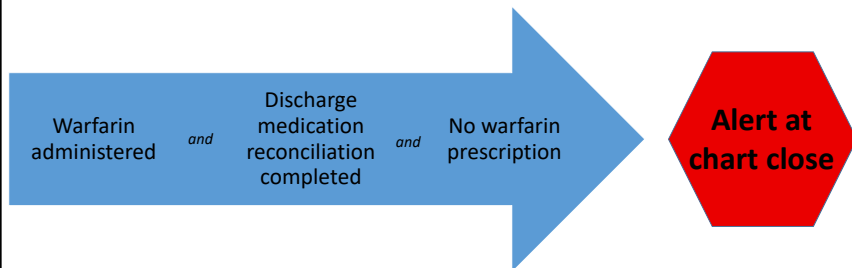 Warfarin
administered
and
Discharge
medication
reconciliation
completed
and
No warfarin
prescription
Alert at
chart close